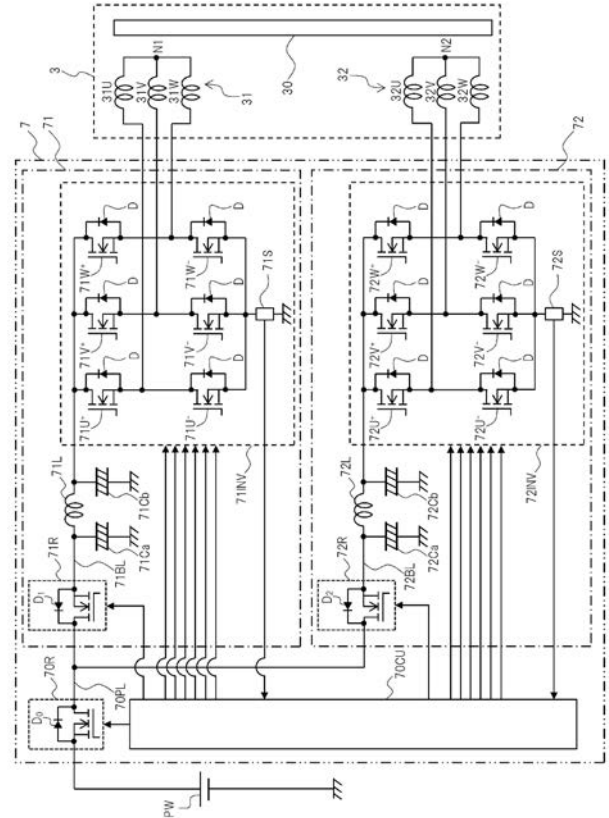 PW
70R
D0
70PL
70CU
7
71
71R
D1
71BL
71L
71Ca
71Cb
71INV
71U+
D
71V+
D
71W+
D
71U-
D
71V-
D
71W-
D
71S
72
72R
D2
72BL
72L
72Ca
72Cb
72INV
72U+
D
72V+
D
72W+
D
72U-
D
72V-
D
72W-
D
72S
3
31U
31V
31W
N1
31
30
32
32U
32V
32W
N2